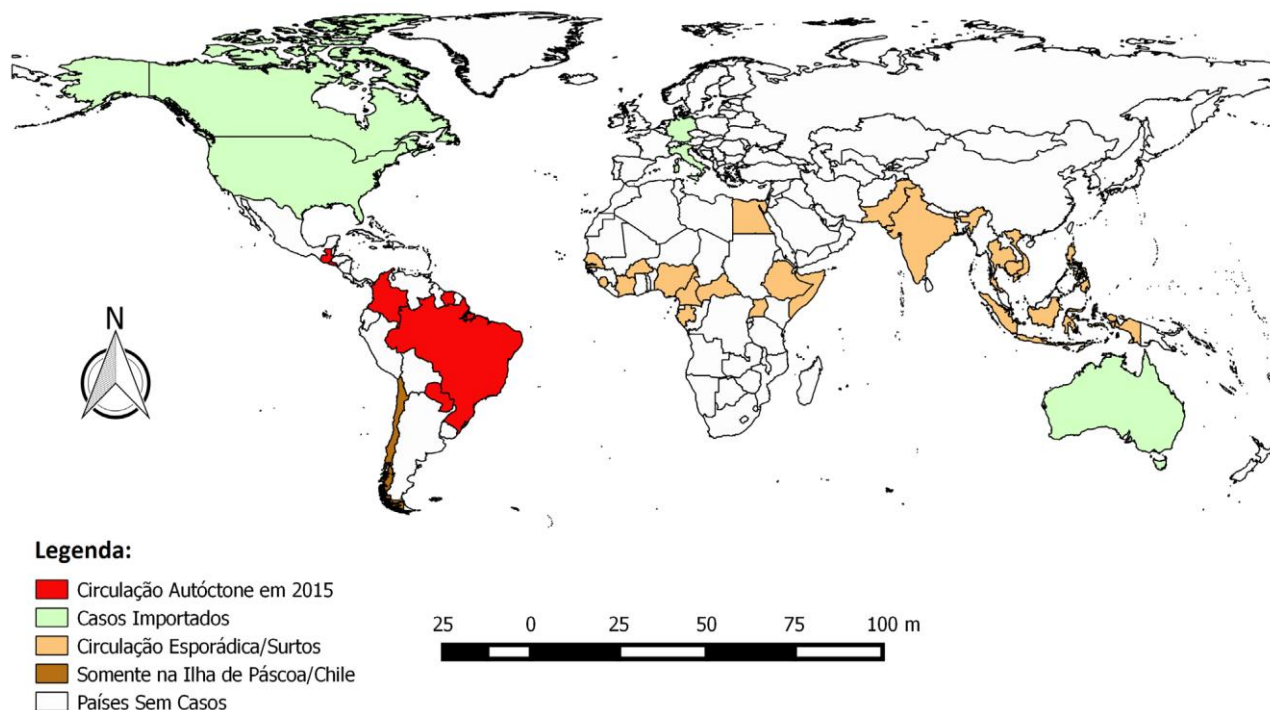 N
Legenda:
Circulação Autóctone em 2015
Casos Importados
Circulação Esporádica/Surtos
Somente na Ilha de Páscoa/Chile
Países Sem Casos
25 0 25 50 75 100 m